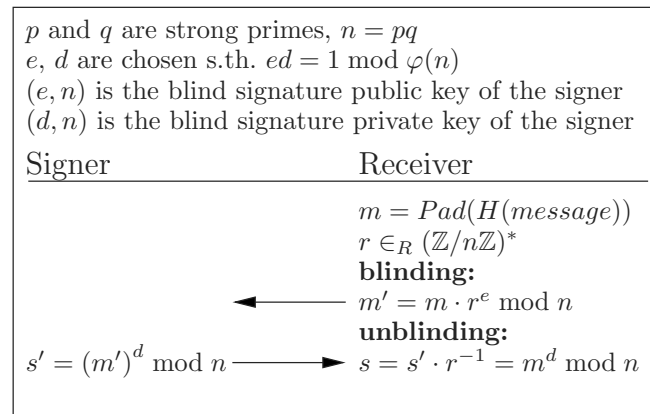 p and q are strong primes, n = pq
e, d are chosen s.th. ed = 1 mod φ(n)
(e, n) is the blind signature public key of the signer
(d, n) is the blind signature private key of the signer
Signer Receiver
m = Pad(H(message))
r ∈_R (ℤ/nℤ)*
blinding:
m′ = m · r^e mod n
unblinding:
s′ = (m′)^d mod n s = s′ · r^−1 = m^d mod n